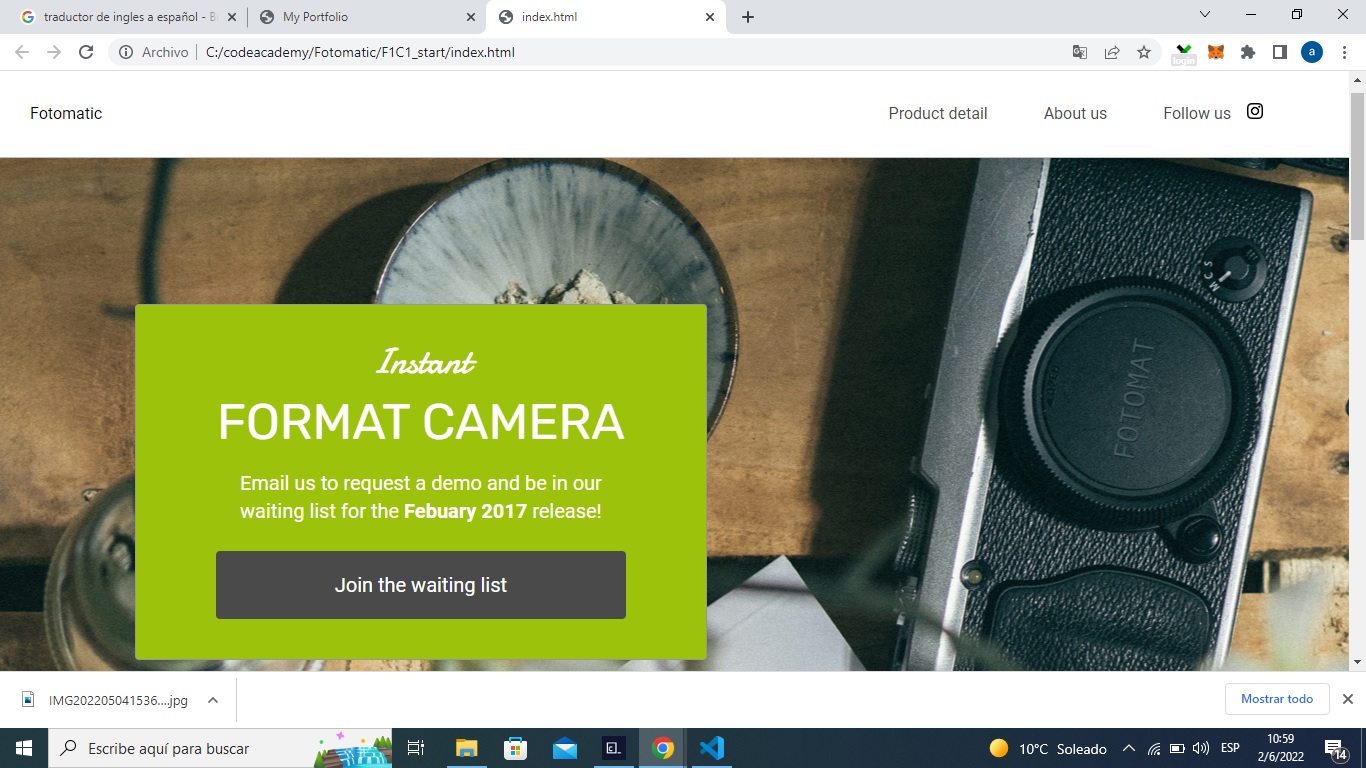 traductor de ingles a español - B
My Portfolio
index.html
Archivo
C:/codeacademy/Fotomatic/F1C1_start/index.html
login
a
Fotomatic
Product detail
About us
Follow us
M C S
FOTOMAT
Instant
FORMAT CAMERA
Email us to request a demo and be in our
waiting list for the Febuary 2017 release!
Join the waiting list
IMG202205041536....jpg
Mostrar todo
Escribe aquí para buscar
10°C Soleado
ESP
10:59
2/6/2022
14